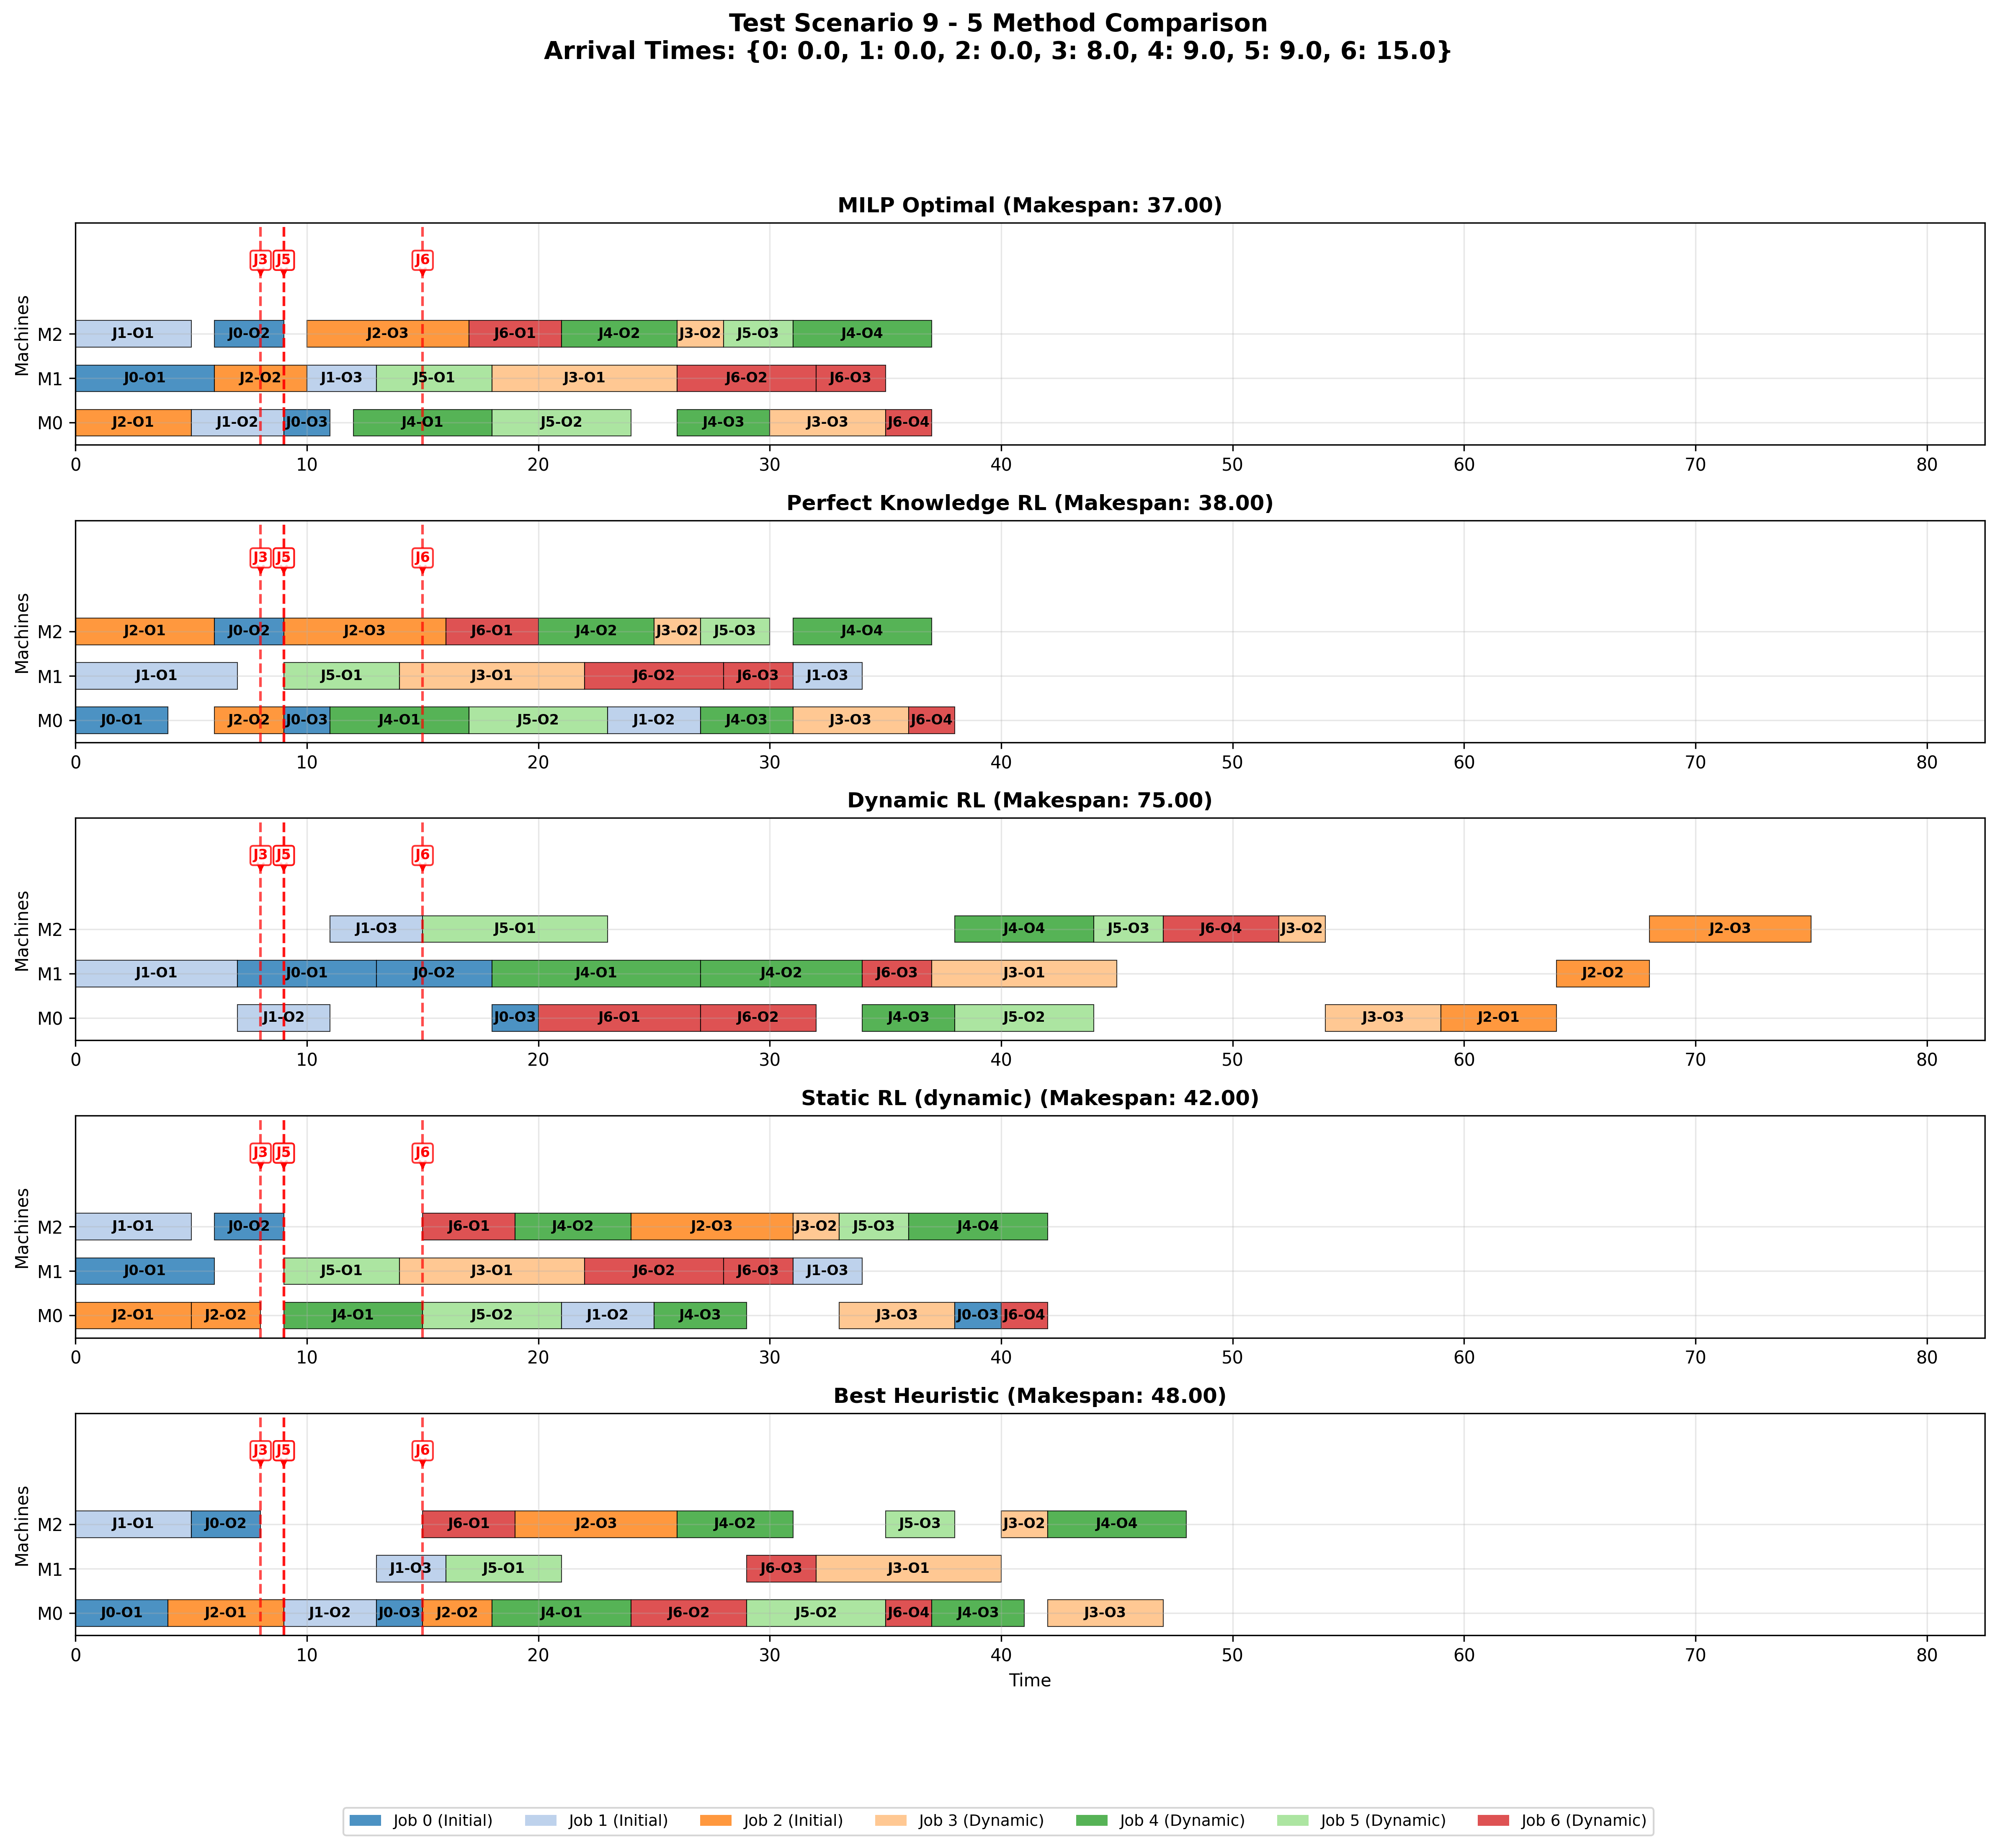 Test Scenario 9 - 5 Method Comparison
Arrival Times: {0: 0.0, 1: 0.0, 2: 0.0, 3: 8.0, 4: 9.0, 5: 9.0, 6: 15.0}
MILP Optimal (Makespan: 37.00)
J3 J5 J6
Machines
M2 J1-O1 J0-O2 J2-O3 J6-O1 J4-O2 J3-O2 J5-O3 J4-O4
M1 J0-O1 J2-O2 J1-O3 J5-O1 J3-O1 J6-O2 J6-O3
M0 J2-O1 J1-O2 J0-O3 J4-O1 J5-O2 J4-O3 J3-O3 J6-O4
0 10 20 30 40 50 60 70 80
Perfect Knowledge RL (Makespan: 38.00)
J3 J5 J6
Machines
M2 J2-O1 J0-O2 J2-O3 J6-O1 J4-O2 J3-O2 J5-O3 J4-O4
M1 J1-O1 J5-O1 J3-O1 J6-O2 J6-O3 J1-O3
M0 J0-O1 J2-O2 J0-O3 J4-O1 J5-O2 J1-O2 J4-O3 J3-O3 J6-O4
0 10 20 30 40 50 60 70 80
Dynamic RL (Makespan: 75.00)
J3 J5 J6
Machines
M2 J1-O3 J5-O1 J4-O4 J5-O3 J6-O4 J3-O2 J2-O3
M1 J1-O1 J0-O1 J0-O2 J4-O1 J4-O2 J6-O3 J3-O1 J2-O2
M0 J1-O2 J0-O3 J6-O1 J6-O2 J4-O3 J5-O2 J3-O3 J2-O1
0 10 20 30 40 50 60 70 80
Static RL (dynamic) (Makespan: 42.00)
J3 J5 J6
Machines
M2 J1-O1 J0-O2 J6-O1 J4-O2 J2-O3 J3-O2 J5-O3 J4-O4
M1 J0-O1 J5-O1 J3-O1 J6-O2 J6-O3 J1-O3
M0 J2-O1 J2-O2 J4-O1 J5-O2 J1-O2 J4-O3 J3-O3 J0-O3 J6-O4
0 10 20 30 40 50 60 70 80
Best Heuristic (Makespan: 48.00)
J3 J5 J6
Machines
M2 J1-O1 J0-O2 J6-O1 J2-O3 J4-O2 J5-O3 J3-O2 J4-O4
M1 J1-O3 J5-O1 J6-O3 J3-O1
M0 J0-O1 J2-O1 J1-O2 J0-O3 J2-O2 J4-O1 J6-O2 J5-O2 J6-O4 J4-O3 J3-O3
0 10 20 30 40 50 60 70 80
Time
Job 0 (Initial) Job 1 (Initial) Job 2 (Initial) Job 3 (Dynamic) Job 4 (Dynamic) Job 5 (Dynamic) Job 6 (Dynamic)